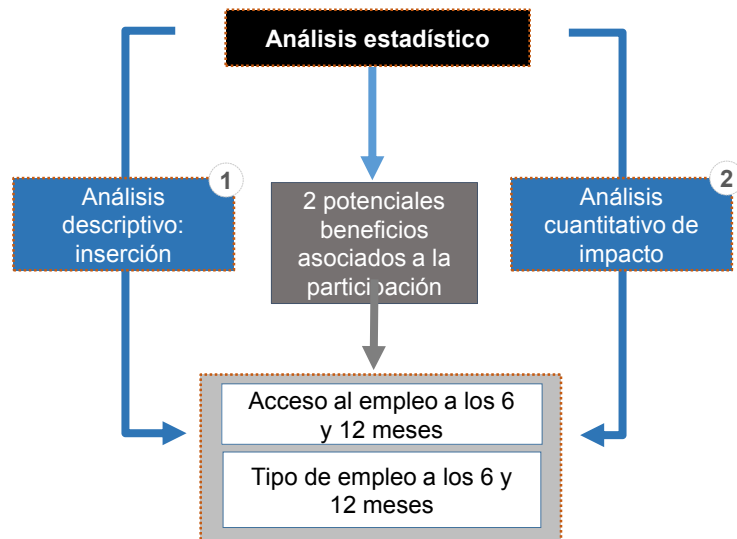 Análisis estadístico
1
Análisis
descriptivo:
inserción
2 potenciales
beneficios
asociados a la
participación
2
Análisis
cuantitativo de
impacto
Acceso al empleo a los 6
y 12 meses
Tipo de empleo a los 6 y
12 meses